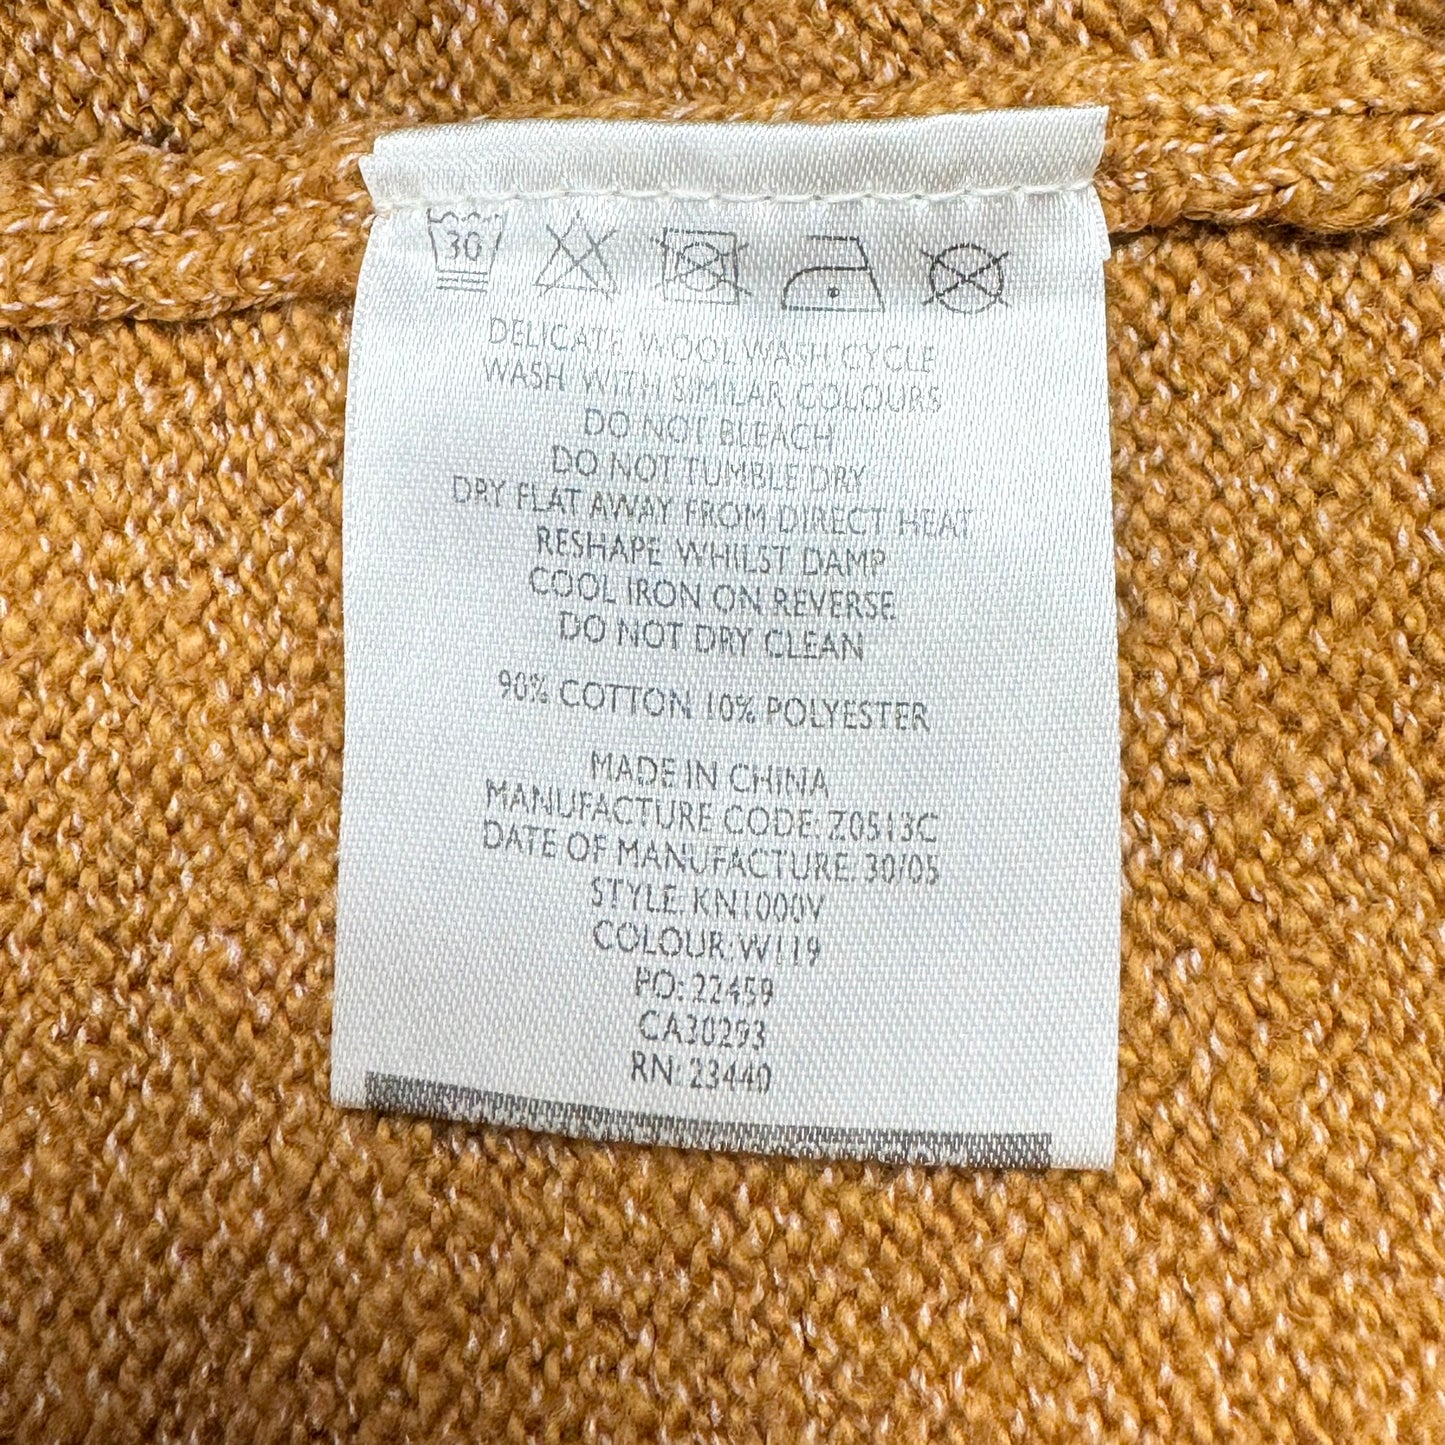 30
DELICATE WOOL WASH CYCLE
WASH WITH SIMILAR COLOURS
DO NOT BLEACH
DO NOT TUMBLE DRY
DRY FLAT AWAY FROM DIRECT HEAT
RESHAPE WHILST DAMP
COOL IRON ON REVERSE
DO NOT DRY CLEAN
90% COTTON 10% POLYESTER
MADE IN CHINA
MANUFACTURE CODE: Z0513C
DATE OF MANUFACTURE: 30/05
STYLE: KN1000V
COLOUR: W119
PO: 22459
CA30293
RN: 23440